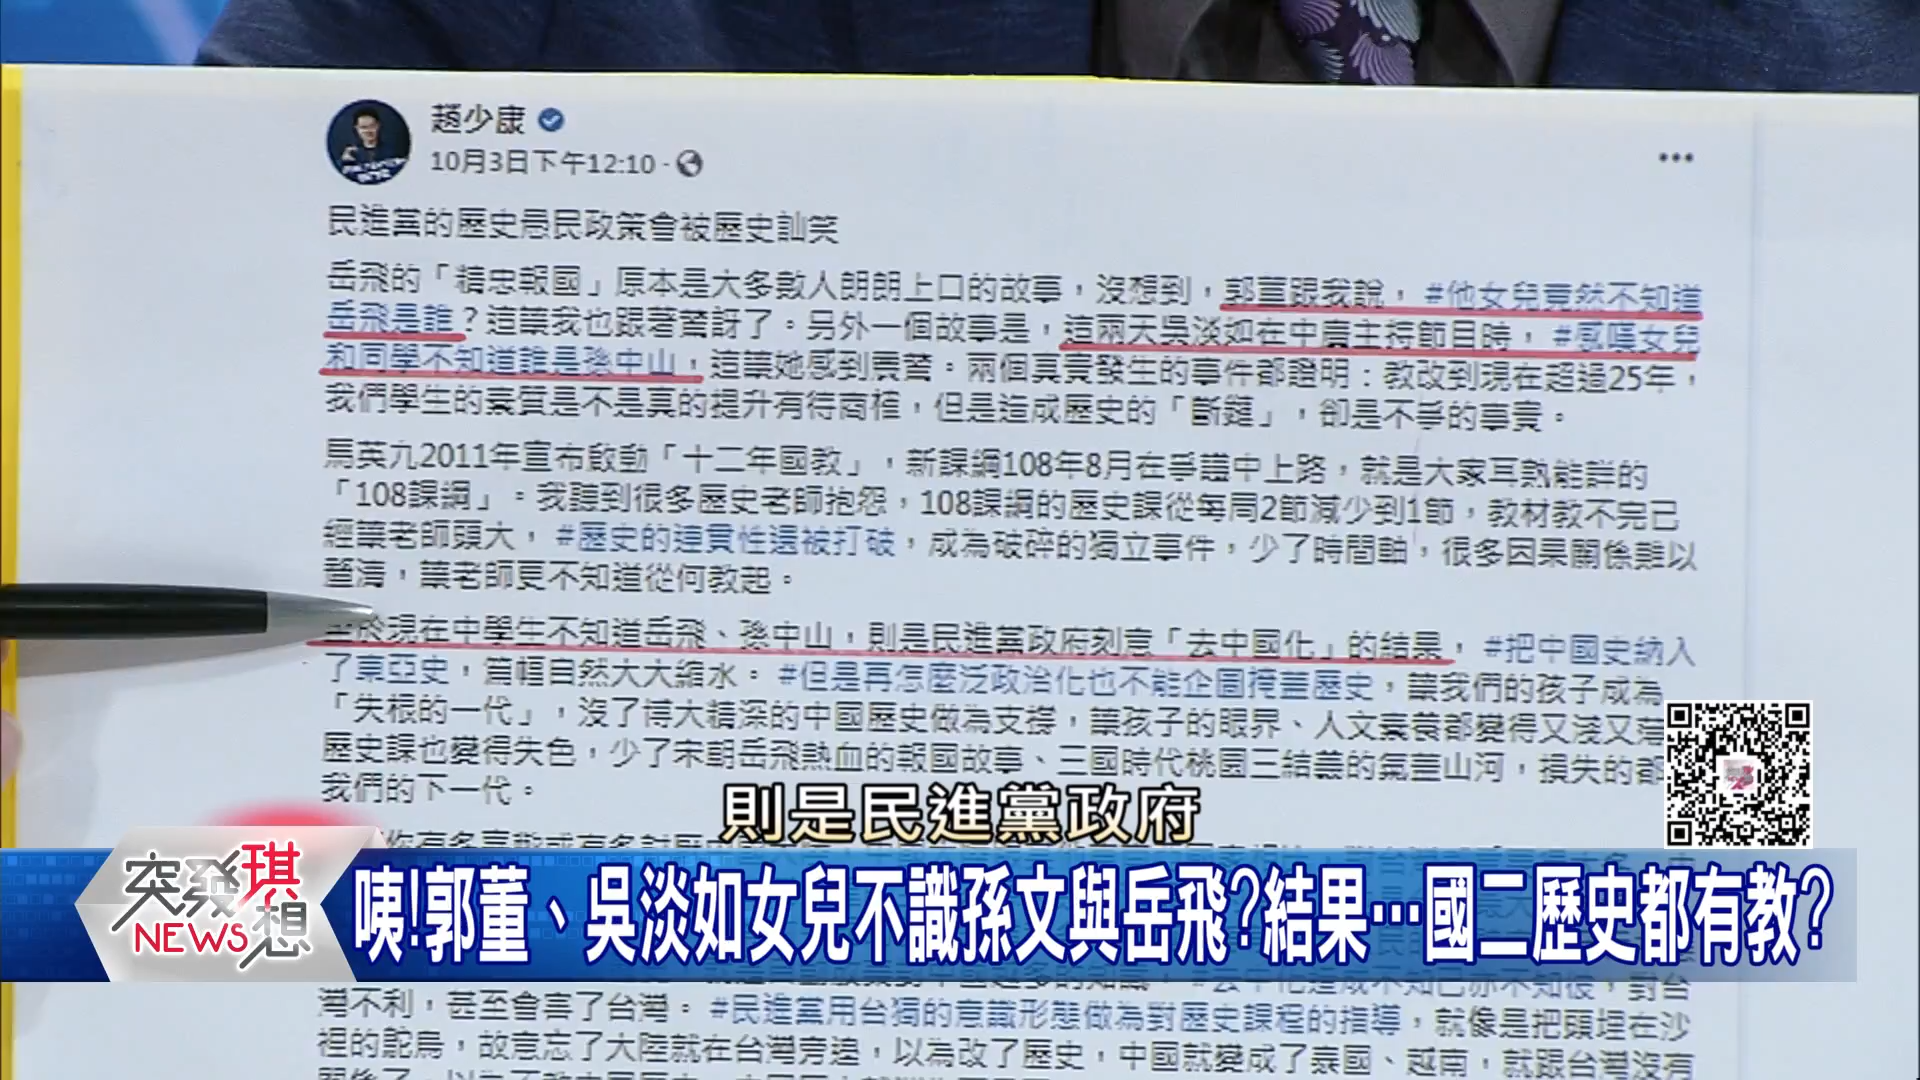 趙少康
10月3日下午12:10
民進黨的歷史愚民政策會被歷史訕笑
岳飛的「精忠報國」原本是大多數人朗朗上口的故事，沒想到，郭董跟我說，#他女兒竟然不知道
岳飛是誰？這讓我也跟著驚訝了。另外一個故事是，這兩天吳淡如在中廣主持節目時，#感嘆女兒
和同學不知道誰是孫中山，這讓她感到震驚。兩個真實發生的事件都證明：教改到現在超過25年，
我們學生的素質是不是真的提升有待商榷，但是造成歷史的「斷鏈」，卻是不爭的事實。
馬英九2011年宣布啟動「十二年國教」，新課綱108年8月在爭議中上路，就是大家耳熟能詳的
「108課綱」。我聽到很多歷史老師抱怨，108課綱的歷史課從每周2節減少到1節，教材教不完已
經讓老師頭大，#歷史的連貫性還被打破，成為破碎的獨立事件，少了時間軸，很多因果關係難以
釐清，讓老師更不知道從何教起。
至於現在中學生不知道岳飛、孫中山，則是民進黨政府刻意「去中國化」的結果，#把中國史納入
了東亞史，篇幅自然大大縮水。#但是再怎麼泛政治化也不能企圖掩蓋歷史，讓我們的孩子成為
「失根的一代」，沒了博大精深的中國歷史做為支撐，讓孩子的眼界、人文素養都變得又淺又薄
歷史課也變得失色，少了宋朝岳飛熱血的報國故事、三國時代桃園三結義的氣蓋山河，損失的都
我們的下一代。
則是民進黨政府
突發琪想
NEWS
咦!郭董、吳淡如女兒不識孫文與岳飛?結果…國二歷史都有教?
灣不利，甚至會害了台灣。#民進黨用台獨的意識形態做為對歷史課程的指導，就像是把頭埋在沙
裡的鴕鳥，故意忘了大陸就在台灣旁邊，以為改了歷史，中國就變成了泰國、越南，就跟台灣沒有